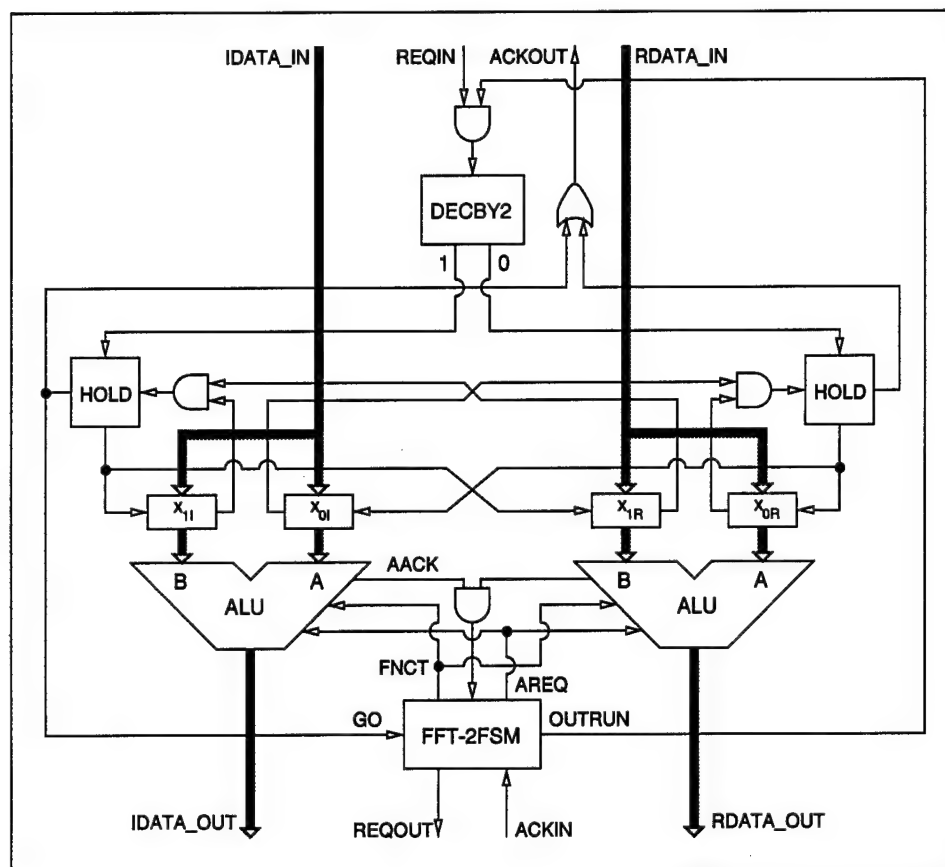 IDATA_IN REQIN ACKOUT RDATA_IN
DECBY2
1 0
HOLD HOLD
x1I x0I x1R x0R
B A AACK B A
ALU ALU
FNCT AREQ
GO FFT-2FSM OUTRUN
IDATA_OUT REQOUT ACKIN RDATA_OUT